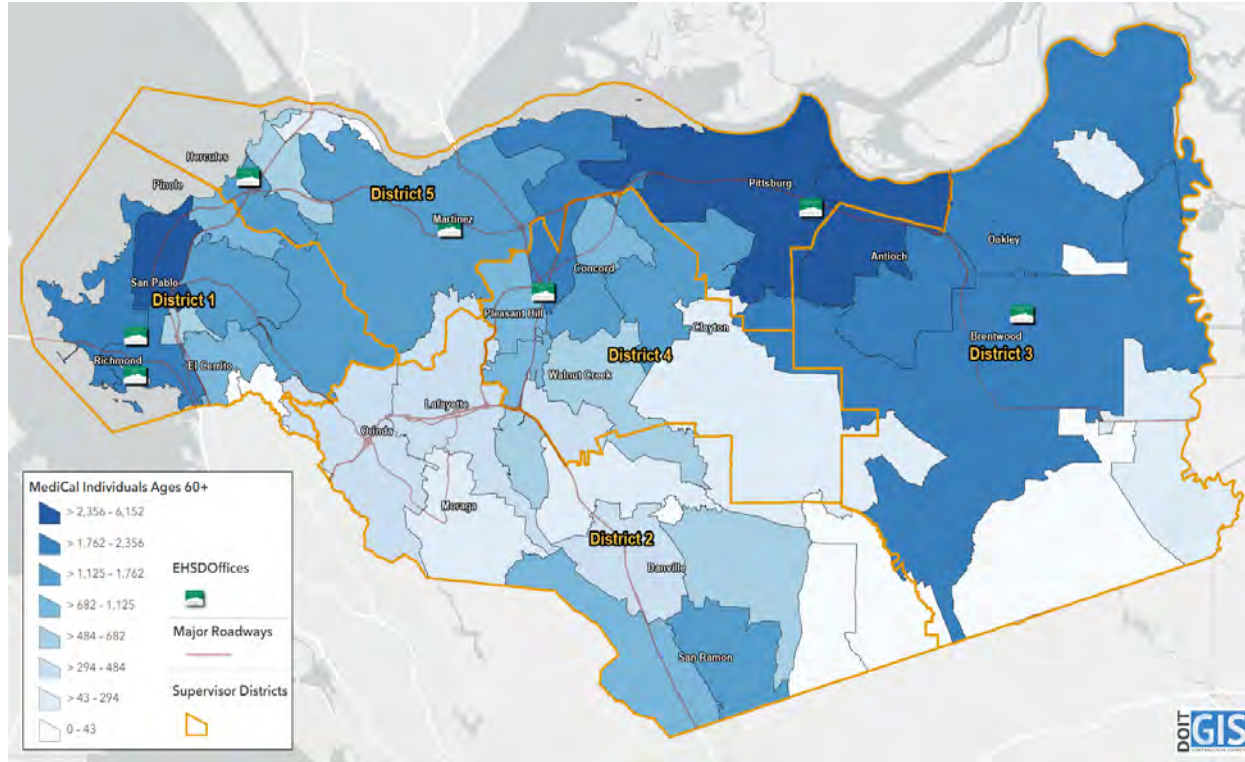 Hercules
Pinole
District 5
Martinez
Pittsburg
Antioch
Oakley
San Pablo
District 1
Concord
Pleasant Hill
Clayton
Brentwood
District 3
Richmond
El Cerrito
District 4
Walnut Creek
Lafayette
Orinda
Moraga
District 2
Danville
San Ramon
MediCal Individuals Ages 60+
> 2,356 - 6,152
> 1,762 - 2,356
> 1,125 - 1,762
> 682 - 1,125
> 484 - 682
> 294 - 484
> 43 - 294
0 - 43
EHSDOffices
Major Roadways
Supervisor Districts
DOIT
GIS